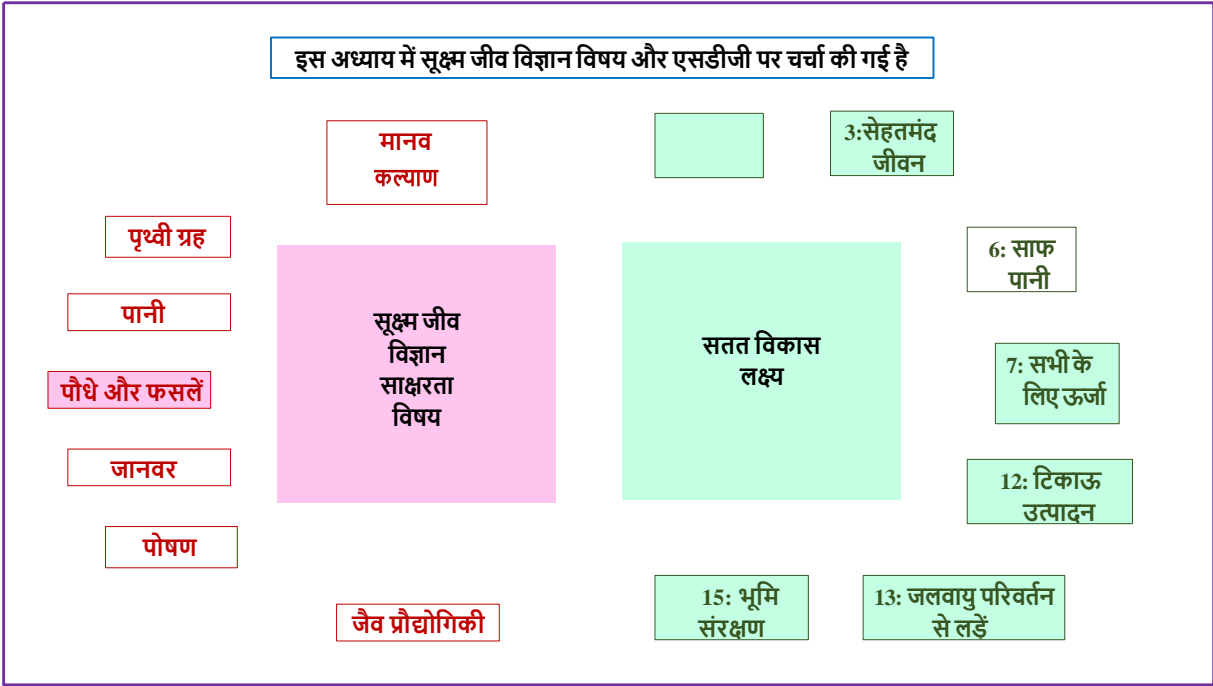 इस अध्याय में सूक्ष्म जीव विज्ञान विषय और एसडीजी पर चर्चा की गई है
मानव
कल्याण
पृथ्वी ग्रह
पानी
पौधे और फसलें
जानवर
पोषण
जैव प्रौद्योगिकी
सूक्ष्म जीव
विज्ञान
साक्षरता
विषय
सतत विकास
लक्ष्य
3:सेहतमंद
जीवन
6: साफ
पानी
7: सभी के
लिए ऊर्जा
12: टिकाऊ
उत्पादन
13: जलवायु परिवर्तन
से लड़ें
15: भूमि
संरक्षण